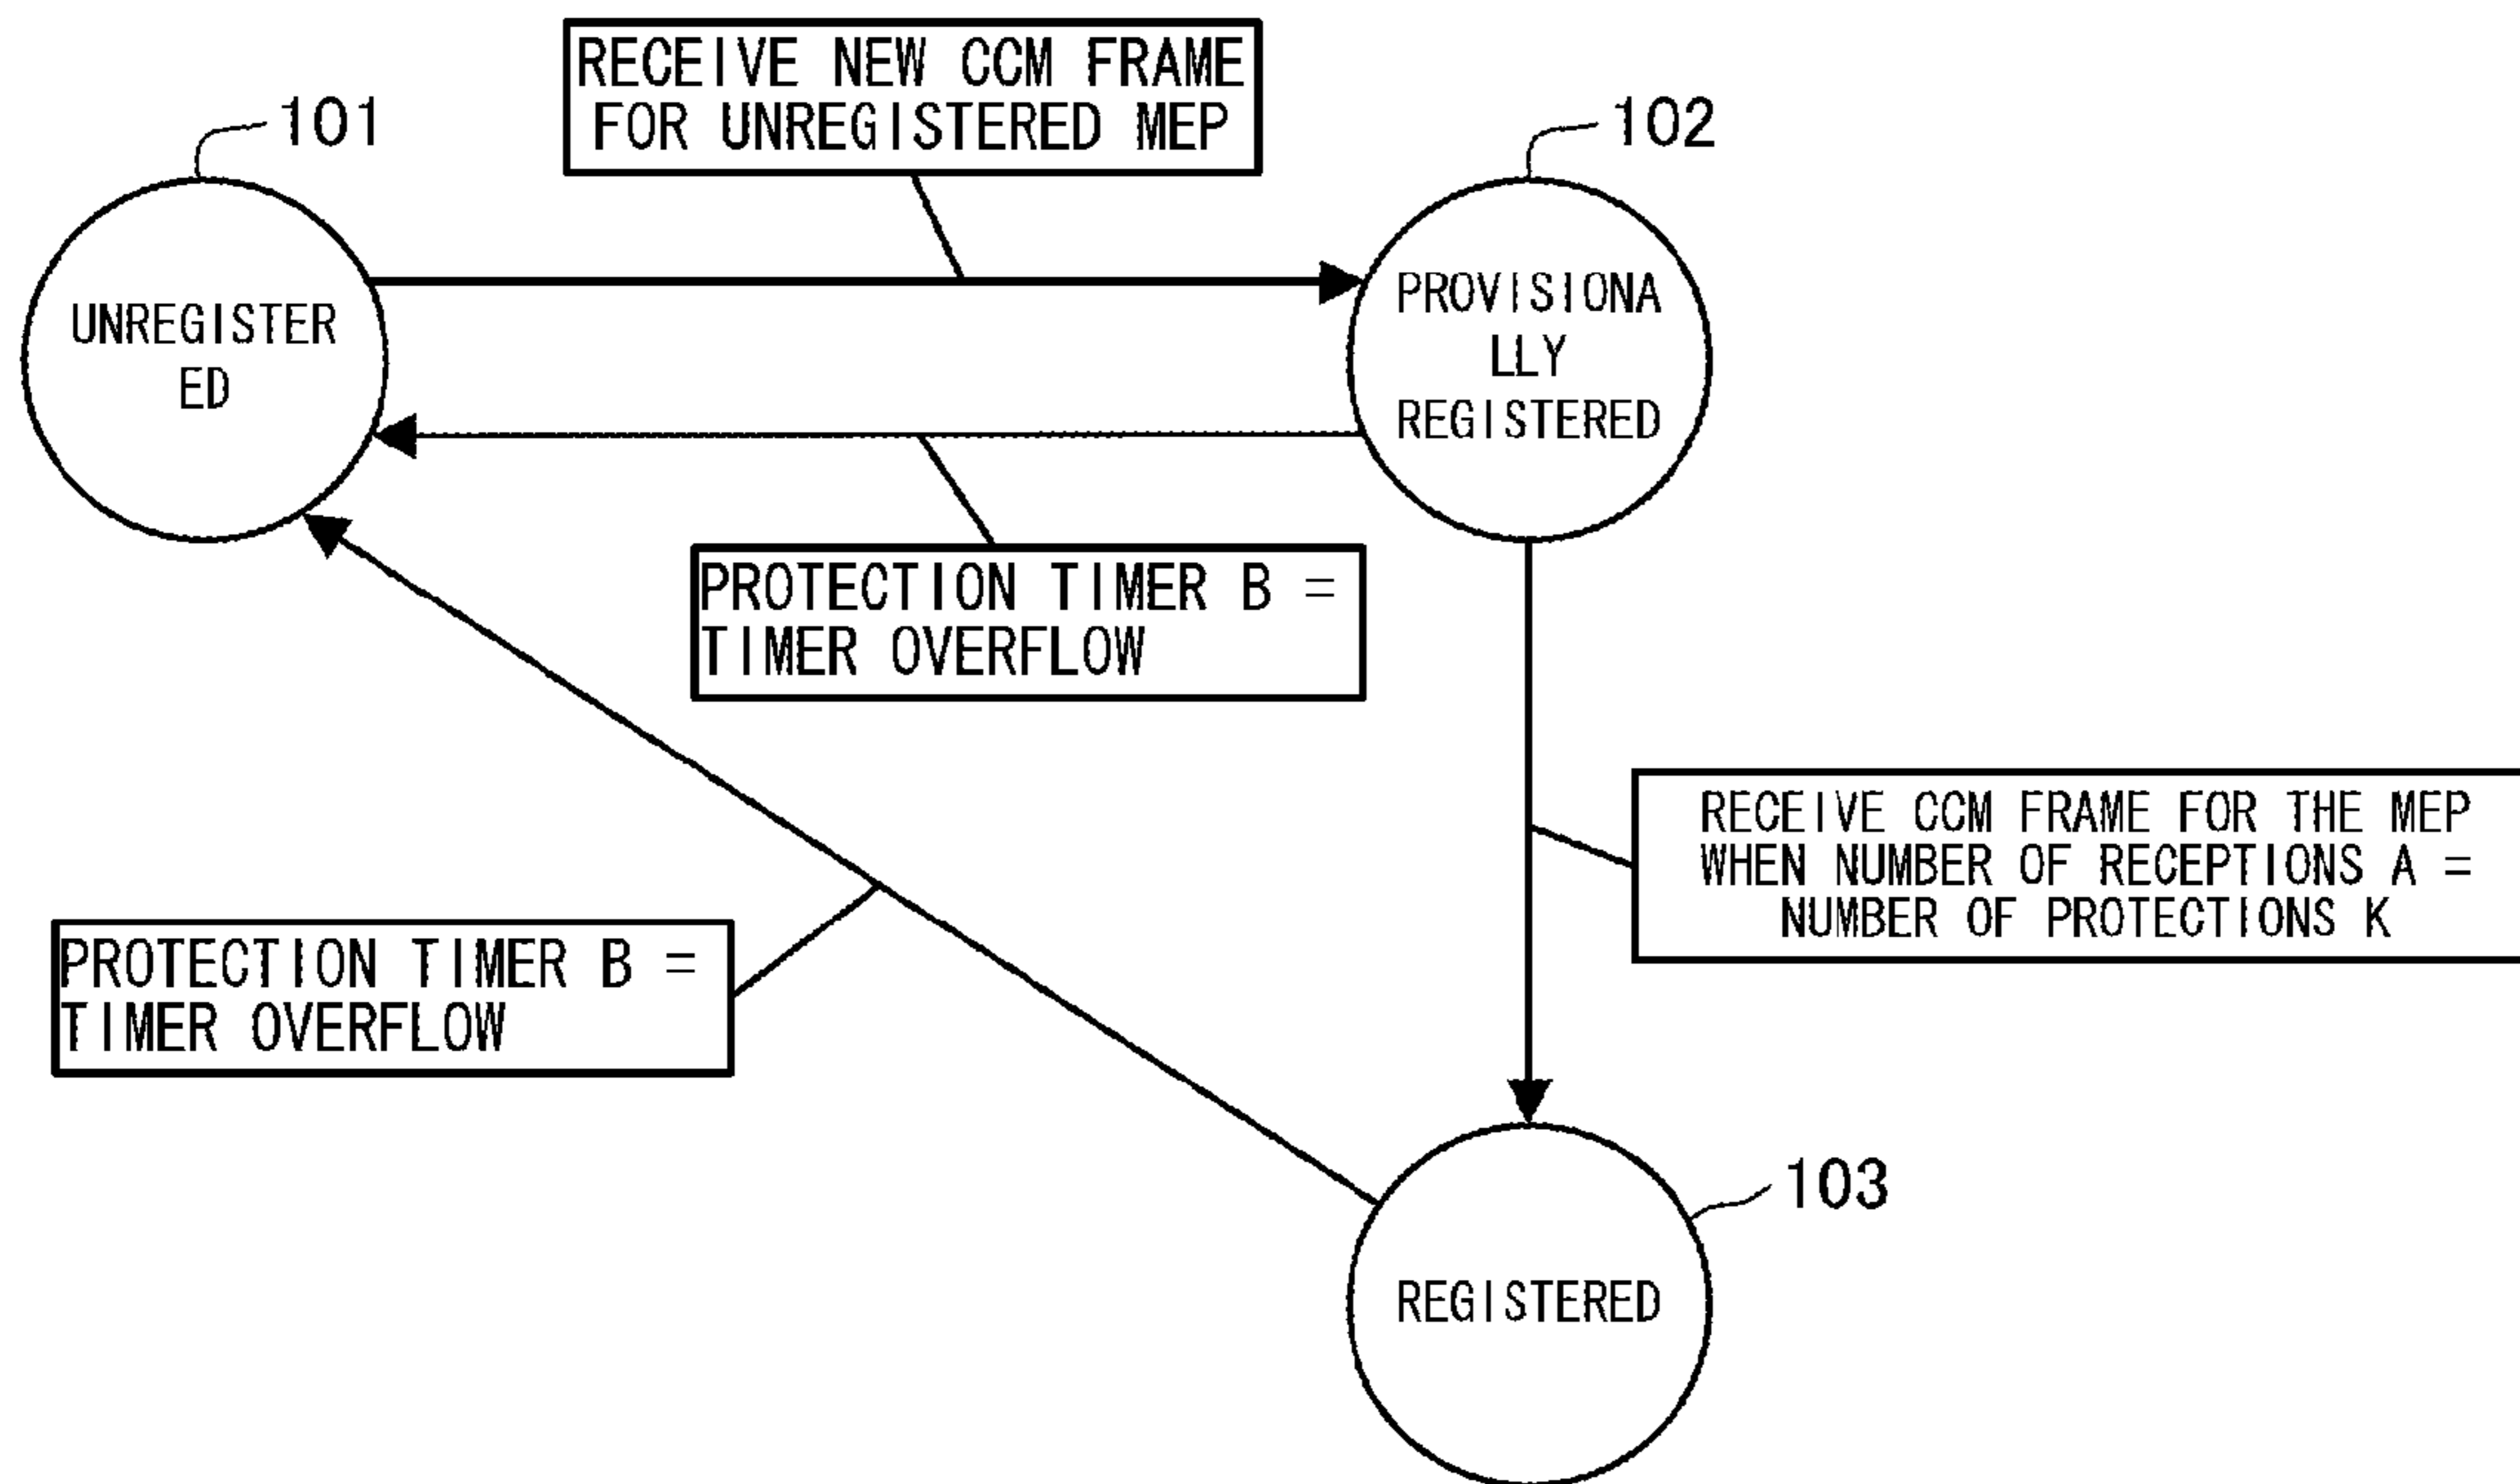 RECEIVE NEW CCM FRAME
FOR UNREGISTERED MEP
101
102
UNREGISTER
ED
PROVISIONA
LLY
REGISTERED
PROTECTION TIMER B =
TIMER OVERFLOW
RECEIVE CCM FRAME FOR THE MEP
WHEN NUMBER OF RECEPTIONS A =
NUMBER OF PROTECTIONS K
PROTECTION TIMER B =
TIMER OVERFLOW
103
REGISTERED